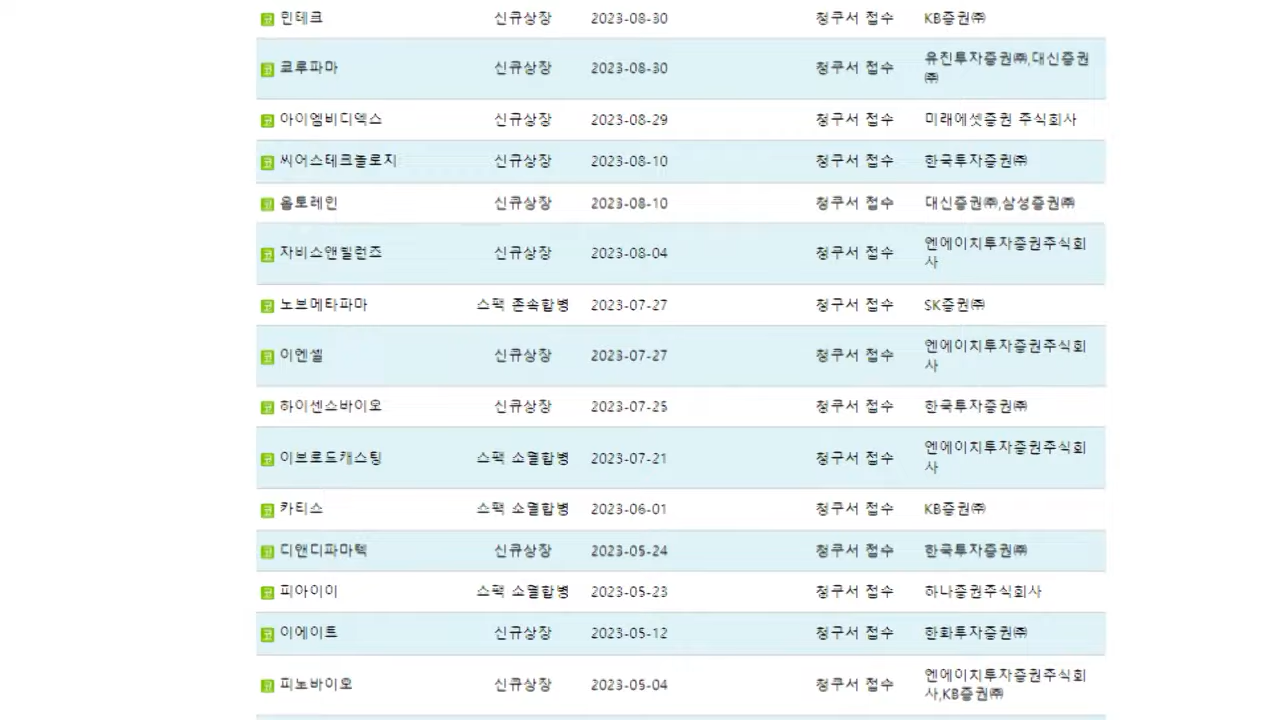 코 민테크 신규상장 2023-08-30 청구서 접수 KB증권㈜
코 코루파마 신규상장 2023-08-30 청구서 접수 유진투자증권㈜,대신증권
㈜
코 아이엠비디엑스 신규상장 2023-08-29 청구서 접수 미래에셋증권 주식회사
코 씨어스테크놀로지 신규상장 2023-08-10 청구서 접수 한국투자증권㈜
코 옵토레인 신규상장 2023-08-10 청구서 접수 대신증권㈜,삼성증권㈜
코 자비스앤빌런즈 신규상장 2023-08-04 청구서 접수 엔에이치투자증권주식회
사
코 노브메타파마 스팩 존속합병 2023-07-27 청구서 접수 SK증권㈜
코 이엔셀 신규상장 2023-07-27 청구서 접수 엔에이치투자증권주식회
사
코 하이센스바이오 신규상장 2023-07-25 청구서 접수 한국투자증권㈜
코 이브로드캐스팅 스팩 소멸합병 2023-07-21 청구서 접수 엔에이치투자증권주식회
사
코 카티스 스팩 소멸합병 2023-06-01 청구서 접수 KB증권㈜
코 디앤디파마텍 신규상장 2023-05-24 청구서 접수 한국투자증권㈜
코 피아이이 스팩 소멸합병 2023-05-23 청구서 접수 하나증권주식회사
코 이에이트 신규상장 2023-05-12 청구서 접수 한화투자증권㈜
코 피노바이오 신규상장 2023-05-04 청구서 접수 엔에이치투자증권주식회
사,KB증권㈜